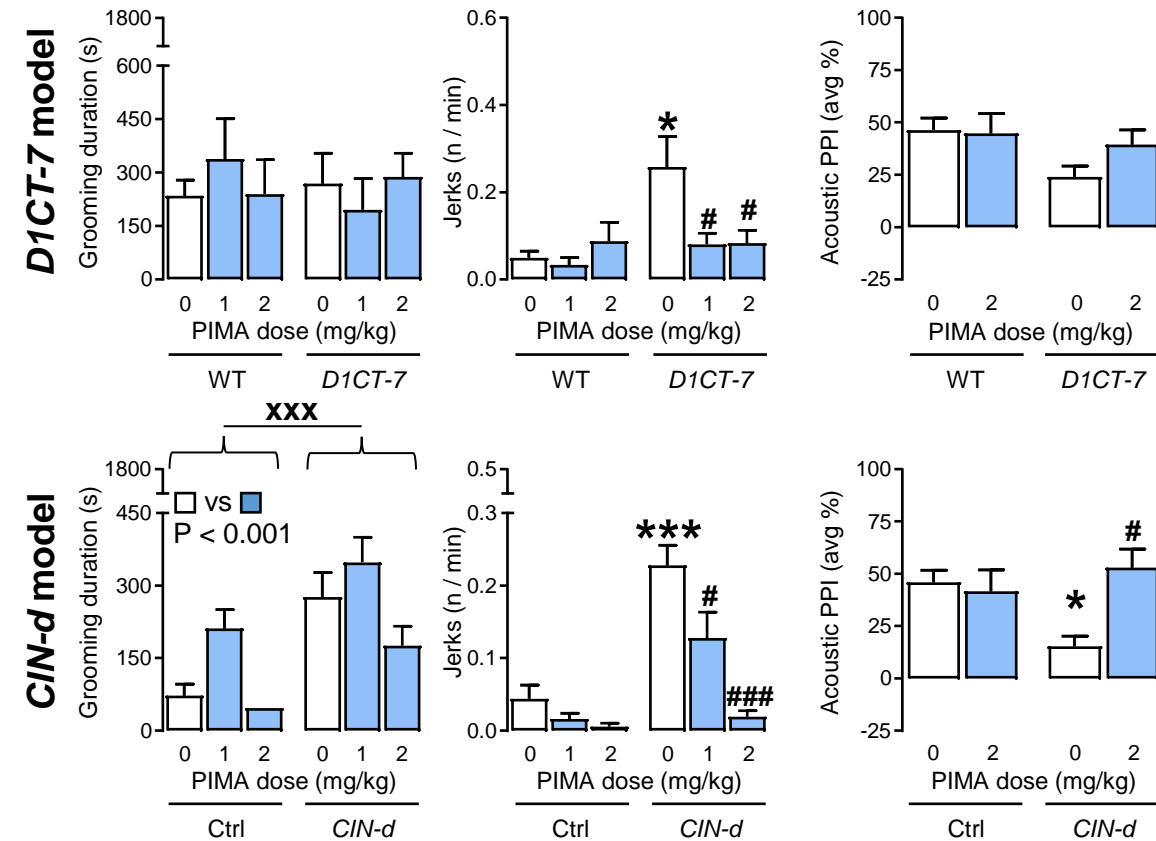 D1CT-7 model
Grooming duration (s)
1800
600
450
300
150
0
0 1 2 0 1 2
PIMA dose (mg/kg)
WT D1CT-7
Jerks (n / min)
0.6
0.4
0.2
0.0
*
#
#
0 1 2 0 1 2
PIMA dose (mg/kg)
WT D1CT-7
Acoustic PPI (avg %)
100
75
50
25
0
-25
0 2 0 2
PIMA dose (mg/kg)
WT D1CT-7
CIN-d model
Grooming duration (s)
xxx
1800
450
300
150
0
vs
P < 0.001
0 1 2 0 1 2
PIMA dose (mg/kg)
Ctrl CIN-d
Jerks (n / min)
0.5
0.3
0.2
0.1
0.0
***
#
###
0 1 2 0 1 2
PIMA dose (mg/kg)
Ctrl CIN-d
Acoustic PPI (avg %)
100
75
50
25
0
-25
*
#
0 2 0 2
PIMA dose (mg/kg)
Ctrl CIN-d